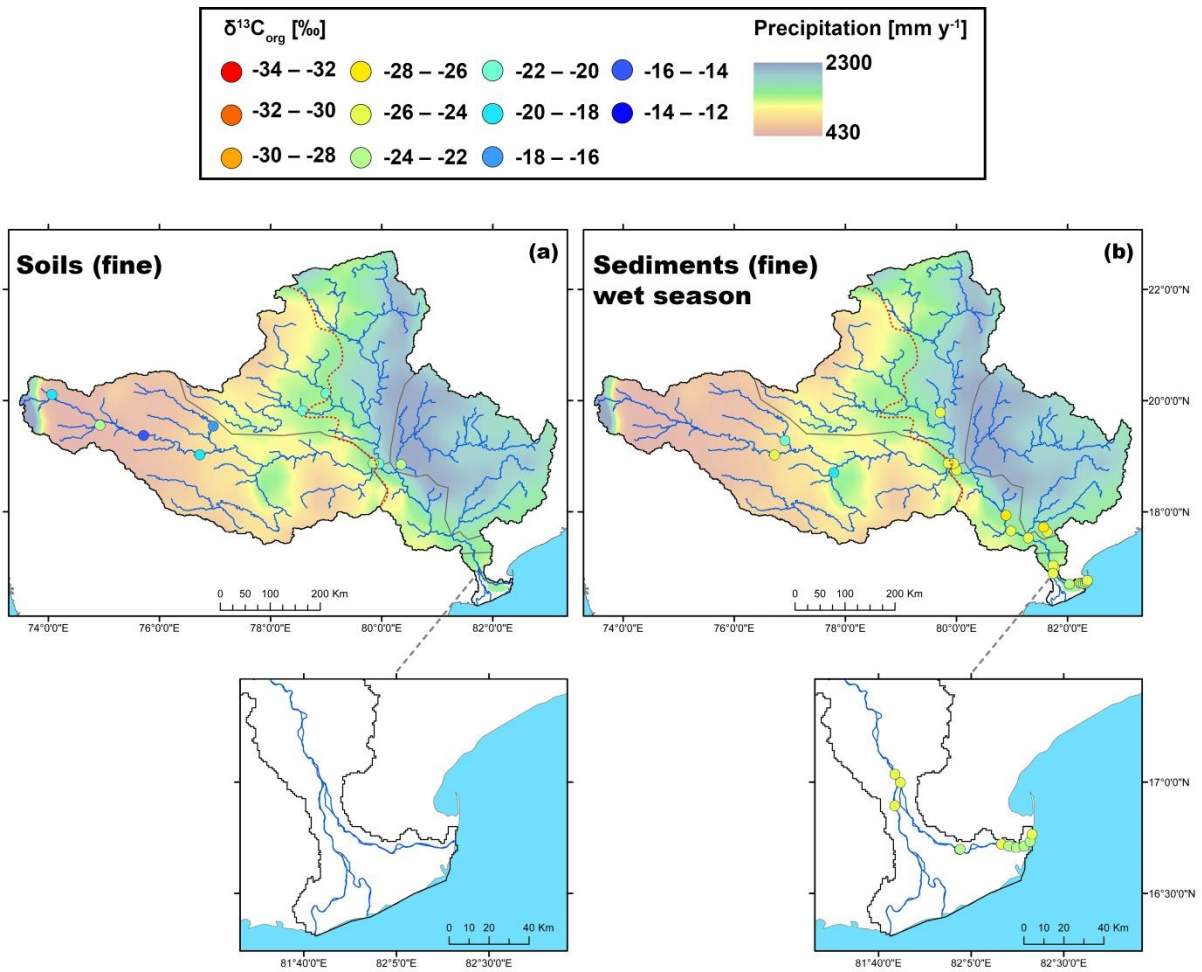 δ¹³C_org [‰]
Precipitation [mm y⁻¹]
-34 – -32
-28 – -26
-22 – -20
-16 – -14
2300
-32 – -30
-26 – -24
-20 – -18
-14 – -12
430
-30 – -28
-24 – -22
-18 – -16
Soils (fine)
(a)
Sediments (fine)
wet season
(b)
22°0'0"N
20°0'0"N
18°0'0"N
0 50 100 200 Km
0 50 100 200 Km
74°0'0"E
76°0'0"E
78°0'0"E
80°0'0"E
82°0'0"E
74°0'0"E
76°0'0"E
78°0'0"E
80°0'0"E
82°0'0"E
17°0'0"N
16°30'0"N
0 10 20 40 Km
0 10 20 40 Km
81°40'0"E
82°5'0"E
82°30'0"E
81°40'0"E
82°5'0"E
82°30'0"E